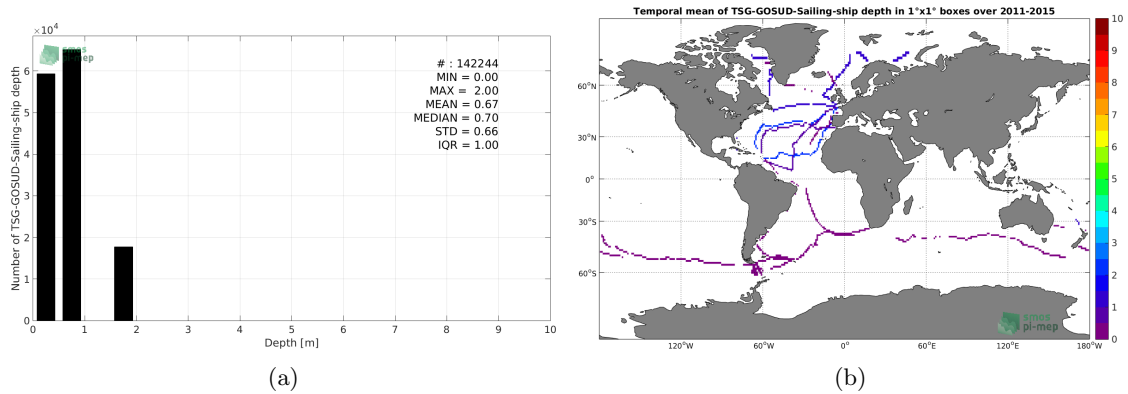 ×10⁴
smos
pi-mep
Number of TSG-GOSUD-Sailing-ship depth
6
5
4
3
2
1
0
0 1 2 3 4 5 6 7 8 9 10
Depth [m]
# : 142244
MIN = 0.00
MAX = 2.00
MEAN = 0.67
MEDIAN = 0.70
STD = 0.66
IQR = 1.00
(a)
Temporal mean of TSG-GOSUD-Sailing-ship depth in 1°x1° boxes over 2011-2015
60°N
30°N
0°
30°S
60°S
120°W 60°W 0° 60°E 120°E 180°W
smos
pi-mep
10
9
8
7
6
5
4
3
2
1
0
(b)